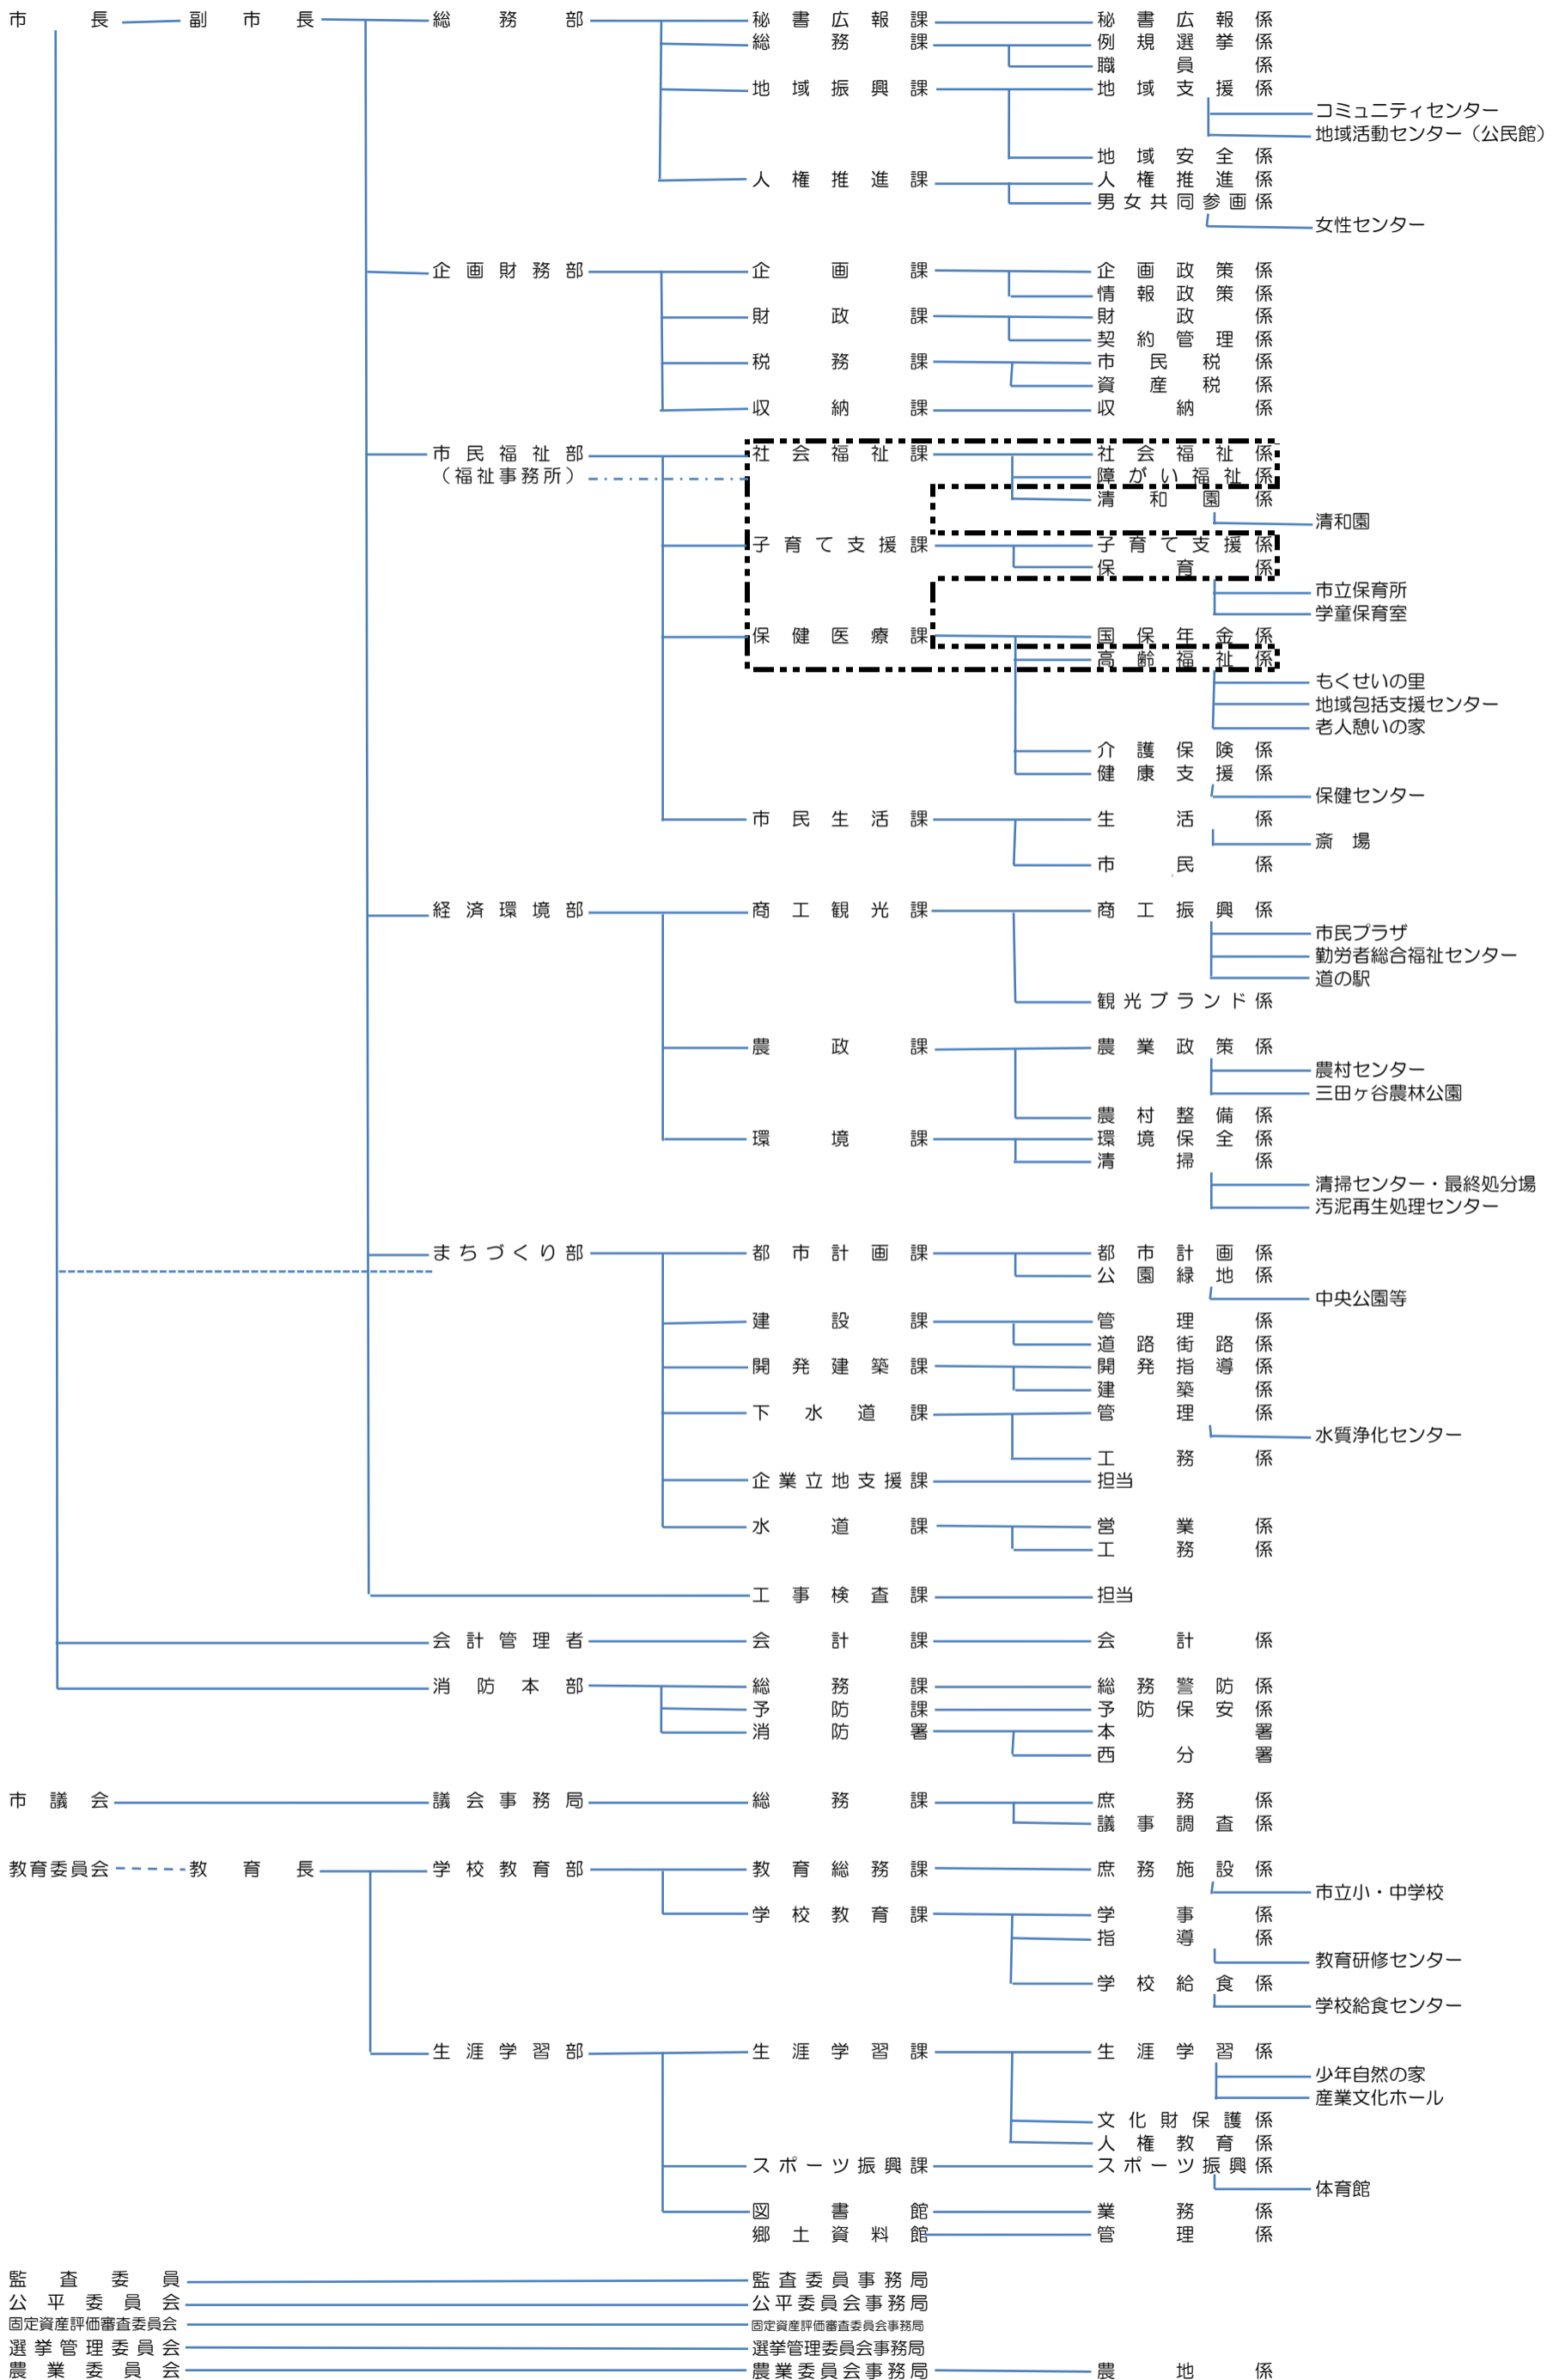 市長 副市長 総務部 秘書広報課 秘書広報係
総務課 例規選挙係
職員係
地域振興課 地域支援係
コミュニティセンター
地域活動センター（公民館）
地域安全係
人権推進課 人権推進係
男女共同参画係
女性センター
企画財務部 企画課 企画政策係
情報政策係
財政課 財政係
契約管理係
税務課 市民税係
資産税係
収納課 収納係
市民福祉部 社会福祉課 社会福祉係
（福祉事務所） 障がい福祉係
清和園係
清和園
子育て支援課 子育て支援係
保育係
市立保育所
学童保育室
保健医療課 国保年金係
高齢福祉係
もくせいの里
地域包括支援センター
老人憩いの家
介護保険係
健康支援係
保健センター
市民生活課 生活係
斎場
市民係
経済環境部 商工観光課 商工振興係
市民プラザ
勤労者総合福祉センター
道の駅
観光ブランド係
農政課 農業政策係
農村センター
三田ヶ谷農林公園
農村整備係
環境課 環境保全係
清掃係
清掃センター・最終処分場
汚泥再生処理センター
まちづくり部 都市計画課 都市計画係
公園緑地係
中央公園等
建設課 管理係
道路街路係
開発建築課 開発指導係
建築係
下水道課 管理係
水質浄化センター
工務係
企業立地支援課 担当
水道課 営業係
工務係
工事検査課 担当
会計管理者 会計課 会計係
消防本部 総務課 総務警防係
予防課 予防保安係
消防署 本署
西分署
市議会 議会事務局 総務課 庶務係
議事調査係
教育委員会 教育長 学校教育部 教育総務課 庶務施設係
市立小・中学校
学校教育課 学事係
指導係
教育研修センター
学校給食係
学校給食センター
生涯学習部 生涯学習課 生涯学習係
少年自然の家
産業文化ホール
文化財保護係
人権教育係
スポーツ振興課 スポーツ振興係
体育館
図書館 業務係
郷土資料館 管理係
監査委員 監査委員事務局
公平委員会 公平委員会事務局
固定資産評価審査委員会 固定資産評価審査委員会事務局
選挙管理委員会 選挙管理委員会事務局
農業委員会 農業委員会事務局 農地係